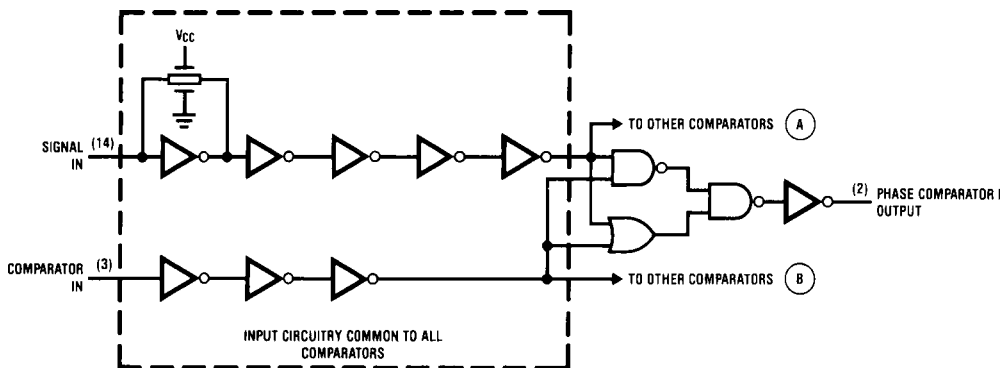 VCC
SIGNAL (14)
IN
TO OTHER COMPARATORS A
(2) PHASE COMPARATOR I
OUTPUT
COMPARATOR (3)
IN
TO OTHER COMPARATORS B
INPUT CIRCUITRY COMMON TO ALL
COMPARATORS